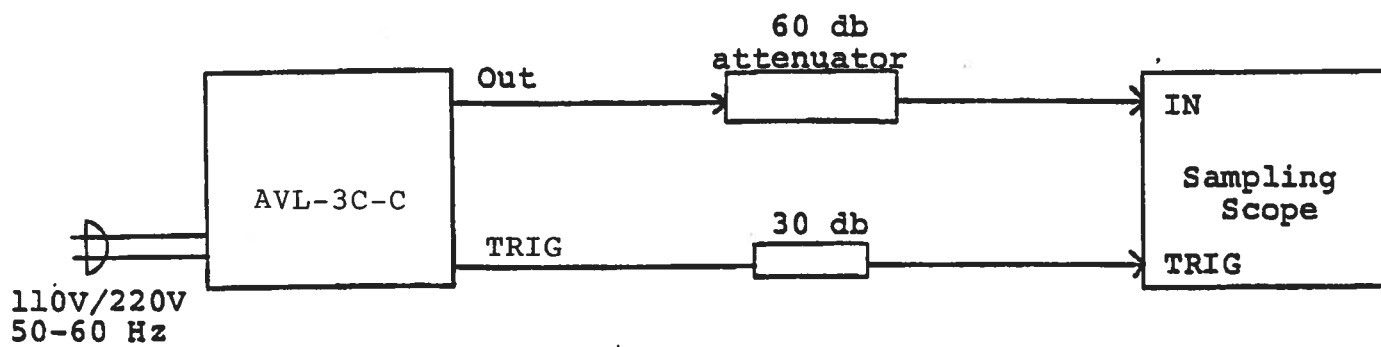 60 db
attenuator
Out
IN
AVL-3C-C
Sampling
Scope
30 db
TRIG
TRIG
110V/220V
50-60 Hz